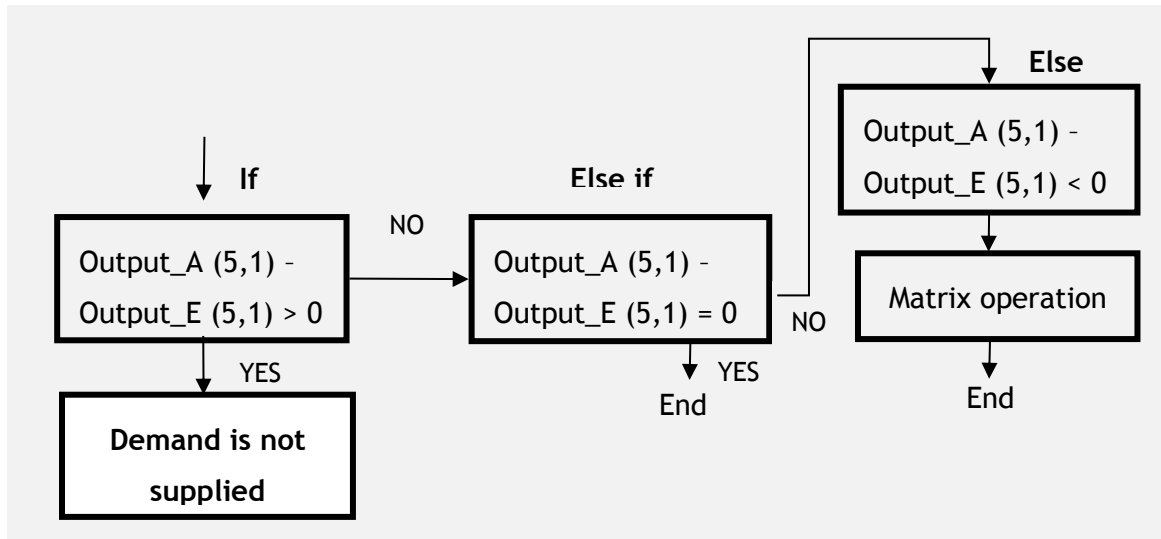 If
Output_A (5,1) –
Output_E (5,1) > 0
NO
YES
Demand is not
supplied
Else if
Output_A (5,1) –
Output_E (5,1) = 0
NO
YES
End
Else
Output_A (5,1) –
Output_E (5,1) < 0
Matrix operation
End